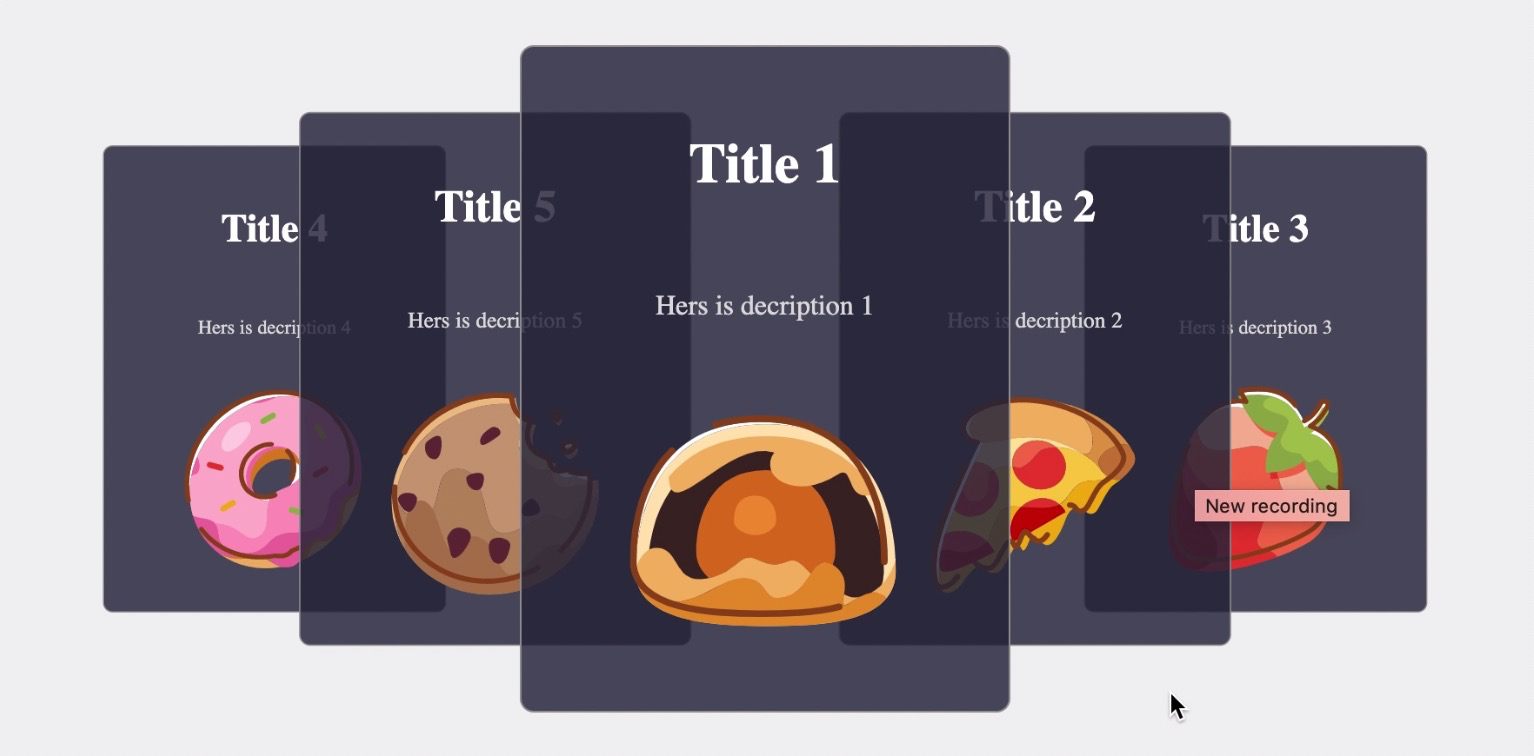 Title 4
Hers is decription 4
Title 5
Hers is decription 5
Title 1
Hers is decription 1
Title 2
Hers is decription 2
Title 3
Hers is decription 3
New recording